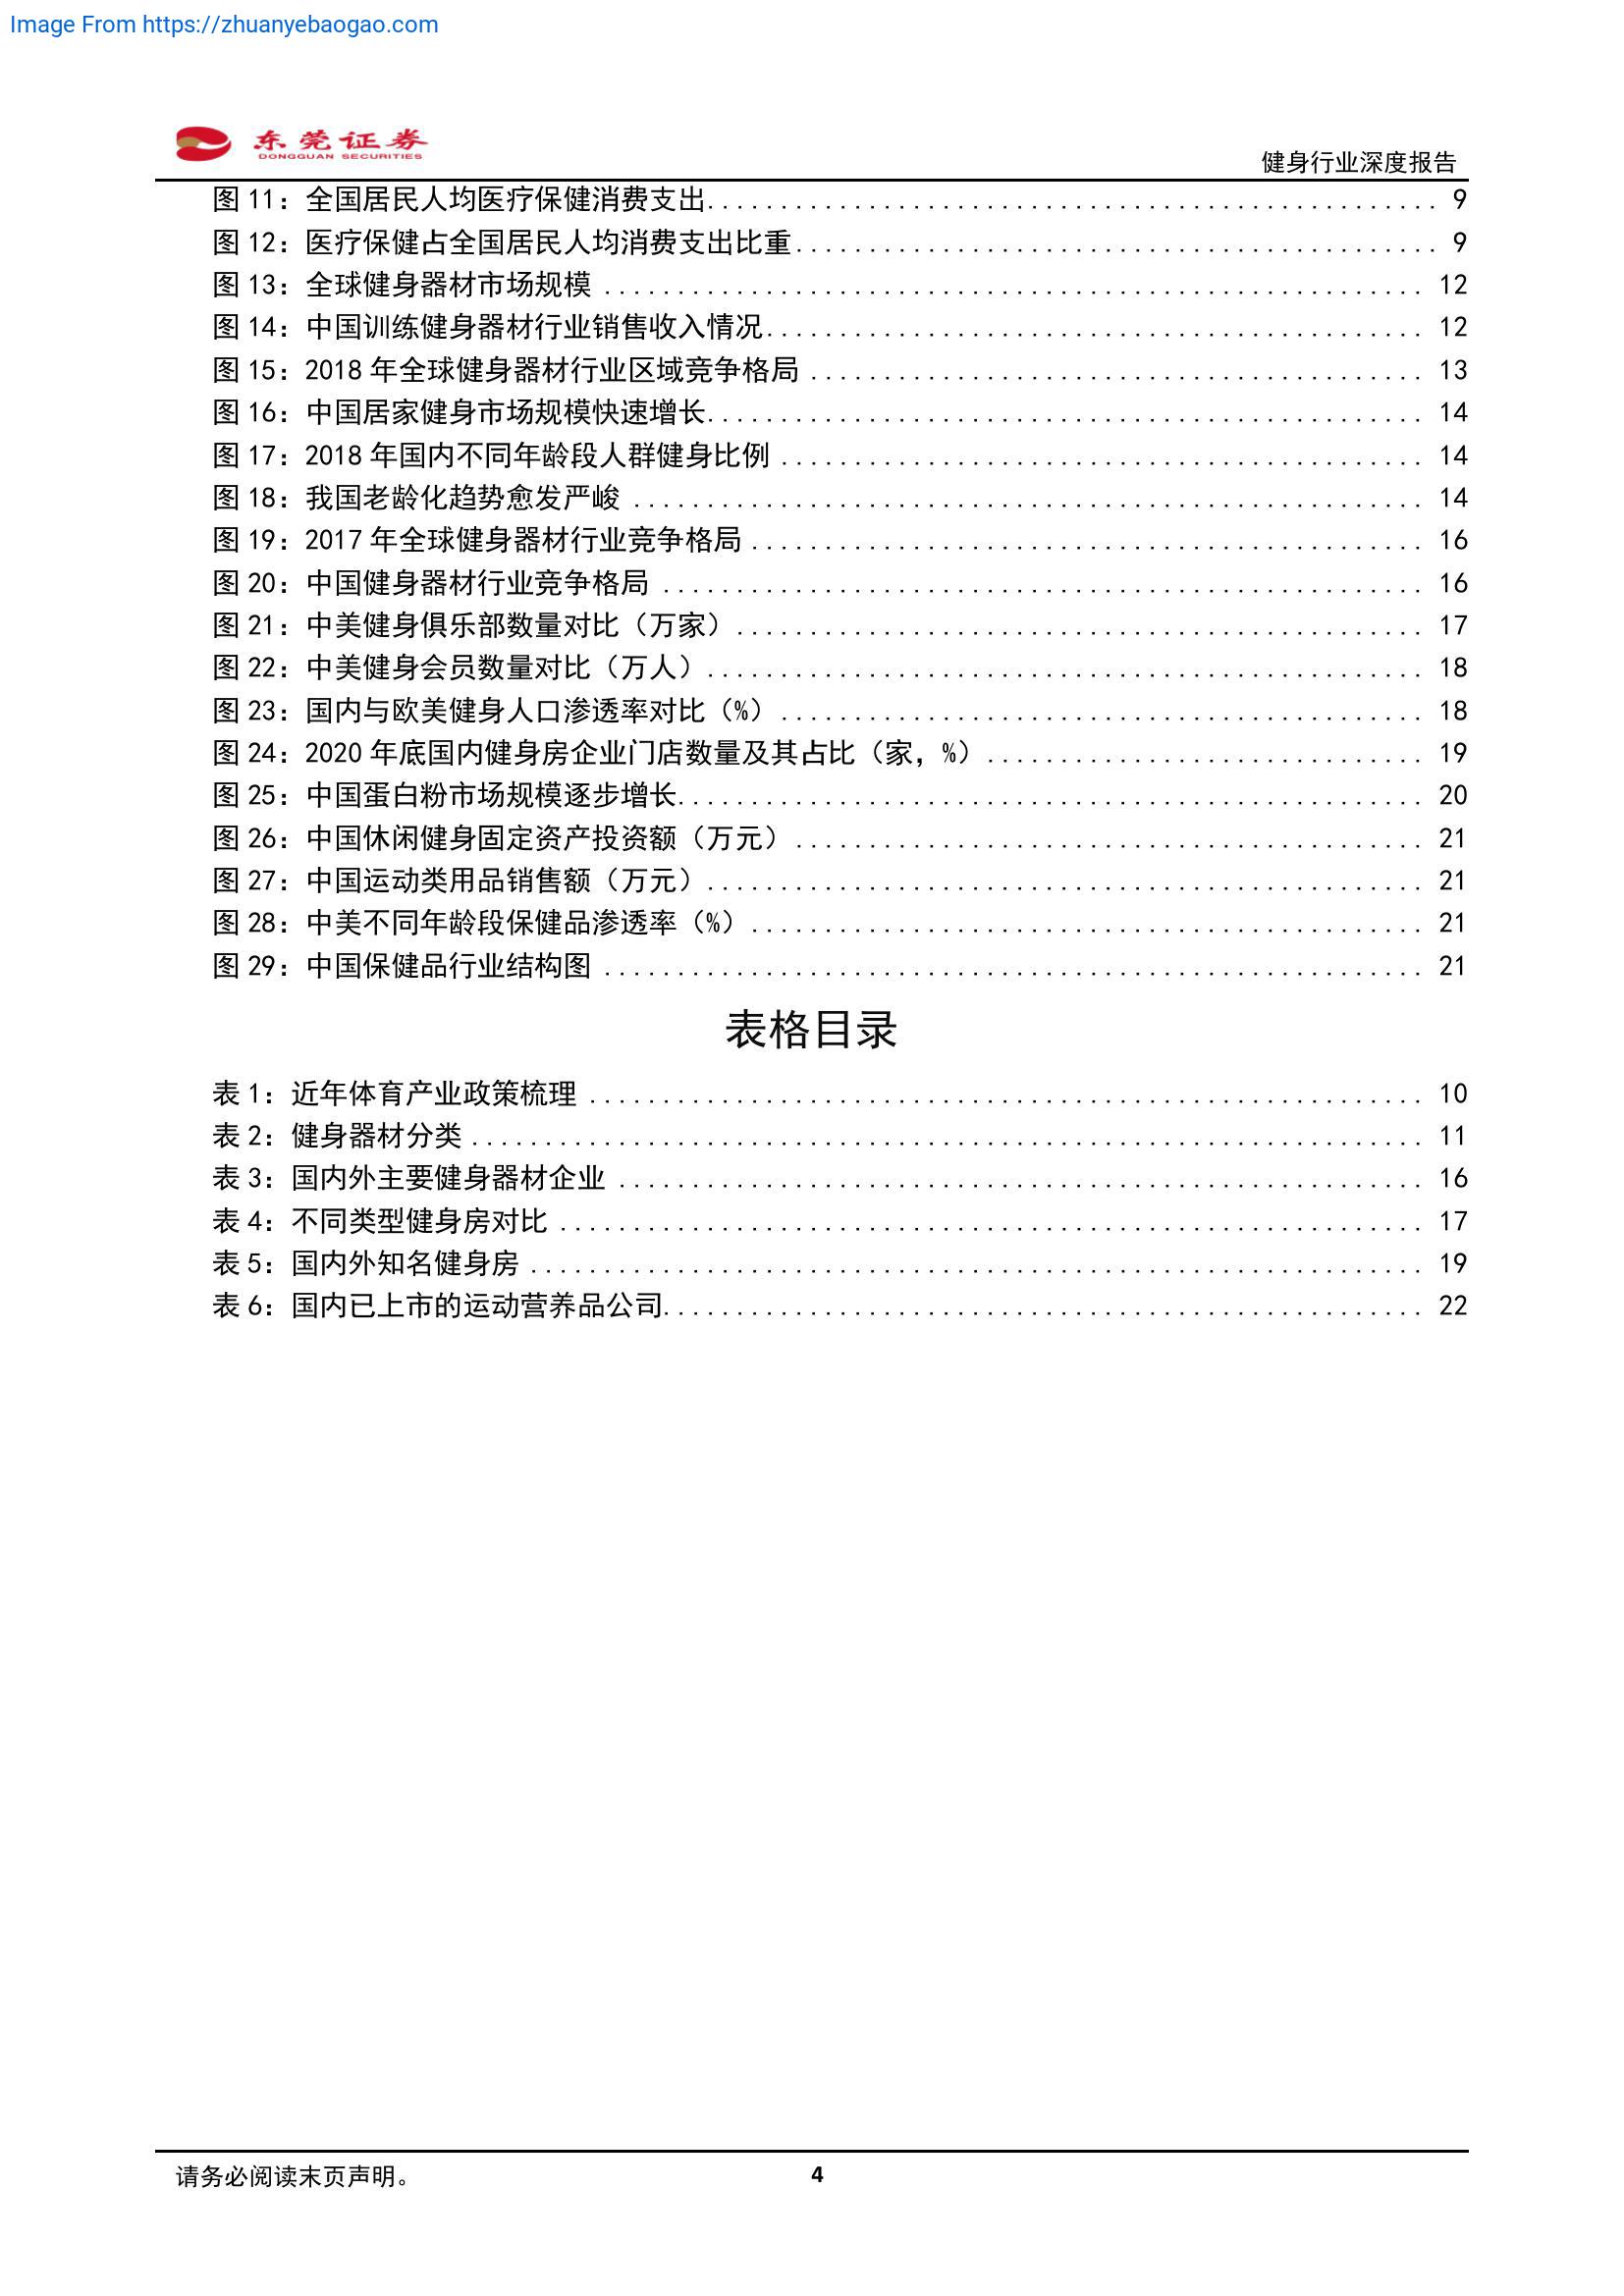 Image From https://zhuanyebaogao.com
东莞证券
DONGGUAN SECURITIES
健身行业深度报告
图 11：全国居民人均医疗保健消费支出.................................................. 9
图 12：医疗保健占全国居民人均消费支出比重............................................ 9
图 13：全球健身器材市场规模 ........................................................ 12
图 14：中国训练健身器材行业销售收入情况............................................. 12
图 15：2018 年全球健身器材行业区域竞争格局 .......................................... 13
图 16：中国居家健身市场规模快速增长................................................. 14
图 17：2018 年国内不同年龄段人群健身比例 ............................................ 14
图 18：我国老龄化趋势愈发严峻 ...................................................... 14
图 19：2017 年全球健身器材行业竞争格局 .............................................. 16
图 20：中国健身器材行业竞争格局 .................................................... 16
图 21：中美健身俱乐部数量对比（万家）............................................... 17
图 22：中美健身会员数量对比（万人）................................................. 18
图 23：国内与欧美健身人口渗透率对比（%）............................................ 18
图 24：2020 年底国内健身房企业门店数量及其占比（家，%）.............................. 19
图 25：中国蛋白粉市场规模逐步增长................................................... 20
图 26：中国休闲健身固定资产投资额（万元）........................................... 21
图 27：中国运动类用品销售额（万元）................................................. 21
图 28：中美不同年龄段保健品渗透率（%）.............................................. 21
图 29：中国保健品行业结构图 ........................................................ 21
表格目录
表 1：近年体育产业政策梳理 ......................................................... 10
表 2：健身器材分类 ................................................................. 11
表 3：国内外主要健身器材企业 ....................................................... 16
表 4：不同类型健身房对比 ........................................................... 17
表 5：国内外知名健身房 ............................................................. 19
表 6：国内已上市的运动营养品公司.................................................... 22
请务必阅读末页声明。
4